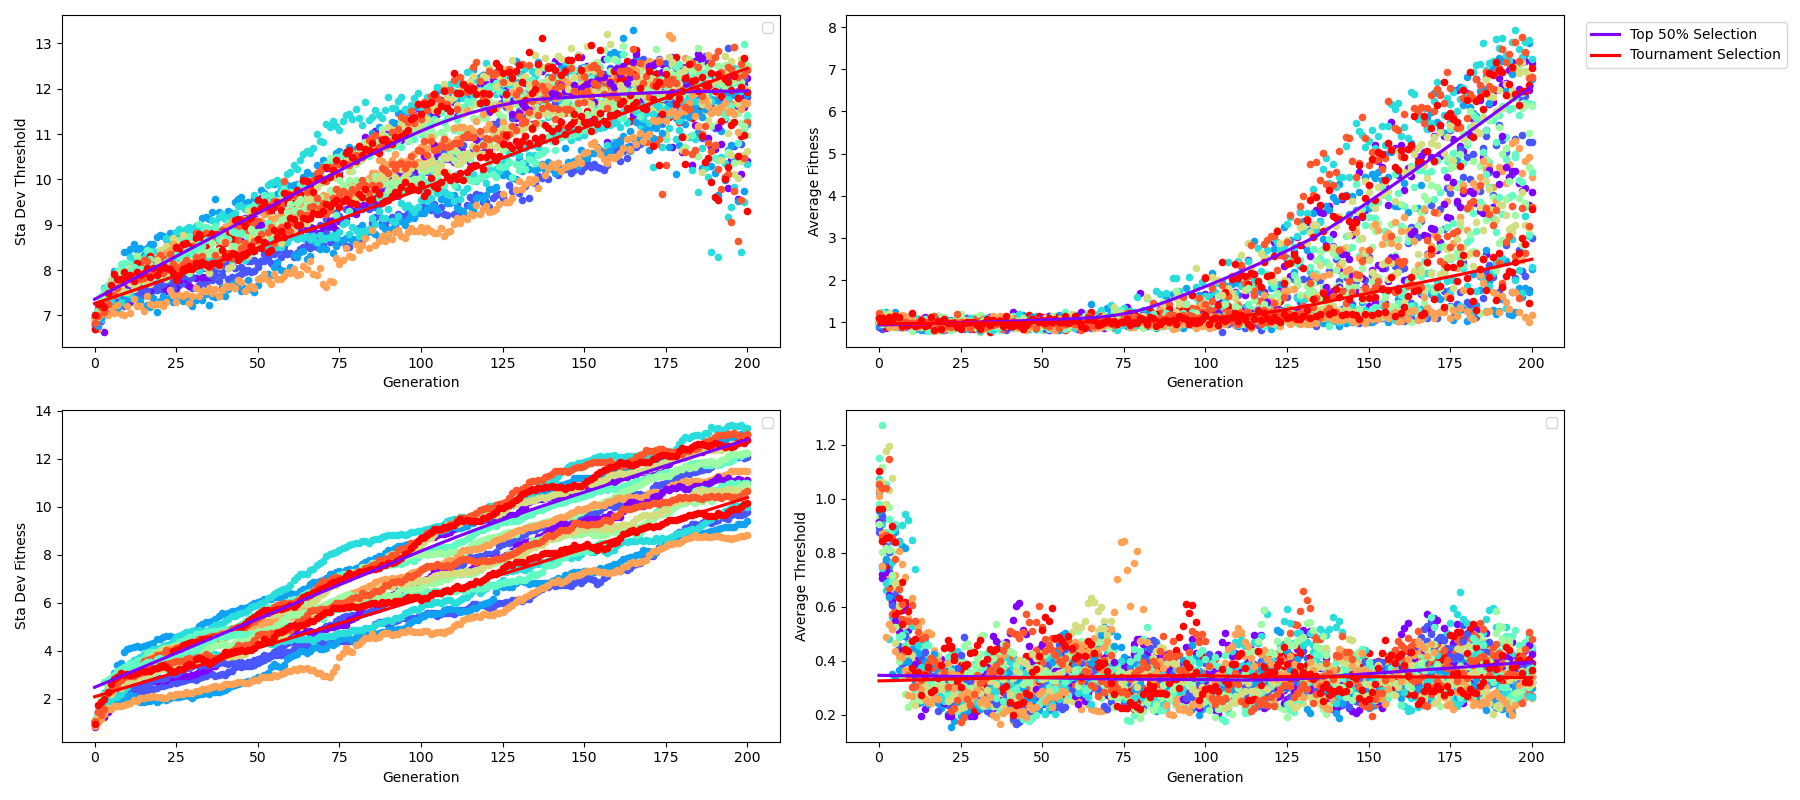 13
12
11
10
9
8
7
Sta Dev Threshold
0 25 50 75 100 125 150 175 200
Generation
8
7
6
5
4
3
2
1
Average Fitness
0 25 50 75 100 125 150 175 200
Generation
Top 50% Selection
Tournament Selection
14
12
10
8
6
4
2
Sta Dev Fitness
0 25 50 75 100 125 150 175 200
Generation
1.2
1.0
0.8
0.6
0.4
0.2
Average Threshold
0 25 50 75 100 125 150 175 200
Generation